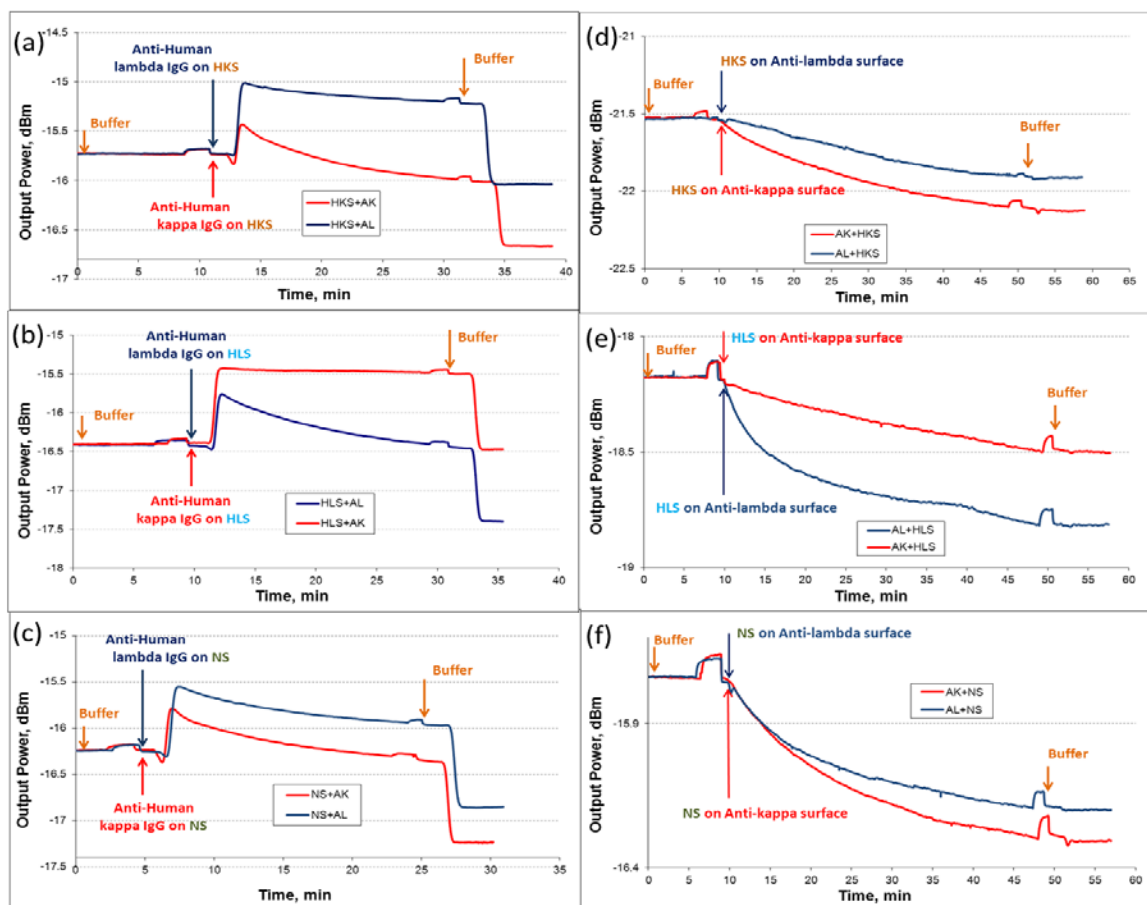 (a)
-14.5
-15
-15.5
-16
-16.5
-17
Output Power, dBm
Anti-Human
lambda IgG on HKS
Buffer
Buffer
Anti-Human
kappa IgG on HKS
HKS+AK
HKS+AL
0 5 10 15 20 25 30 35 40
Time, min
(d)
-21
-21.5
-22
-22.5
Output Power, dBm
HKS on Anti-lambda surface
Buffer
Buffer
HKS on Anti-kappa surface
AK+HKS
AL+HKS
0 5 10 15 20 25 30 35 40 45 50 55 60 65
Time, min
(b)
-15
-15.5
-16
-16.5
-17
-17.5
-18
Output Power, dBm
Anti-Human
lambda IgG on HLS
Buffer
Buffer
Anti-Human
kappa IgG on HLS
HLS+AL
HLS+AK
0 5 10 15 20 25 30 35 40
Time, min
(e)
-18
-18.5
-19
Output Power, dBm
HLS on Anti-kappa surface
Buffer
Buffer
HLS on Anti-lambda surface
AL+HLS
AK+HLS
0 5 10 15 20 25 30 35 40 45 50 55 60
Time, min
(c)
-15
-15.5
-16
-16.5
-17
-17.5
Output Power, dBm
Anti-Human
lambda IgG on NS
Buffer
Buffer
Anti-Human
kappa IgG on NS
NS+AK
NS+AL
0 5 10 15 20 25 30 35
Time, min
(f)
-15.9
-16.4
Output Power, dBm
NS on Anti-lambda surface
Buffer
Buffer
NS on Anti-kappa surface
AK+NS
AL+NS
0 5 10 15 20 25 30 35 40 45 50 55 60
Time, min